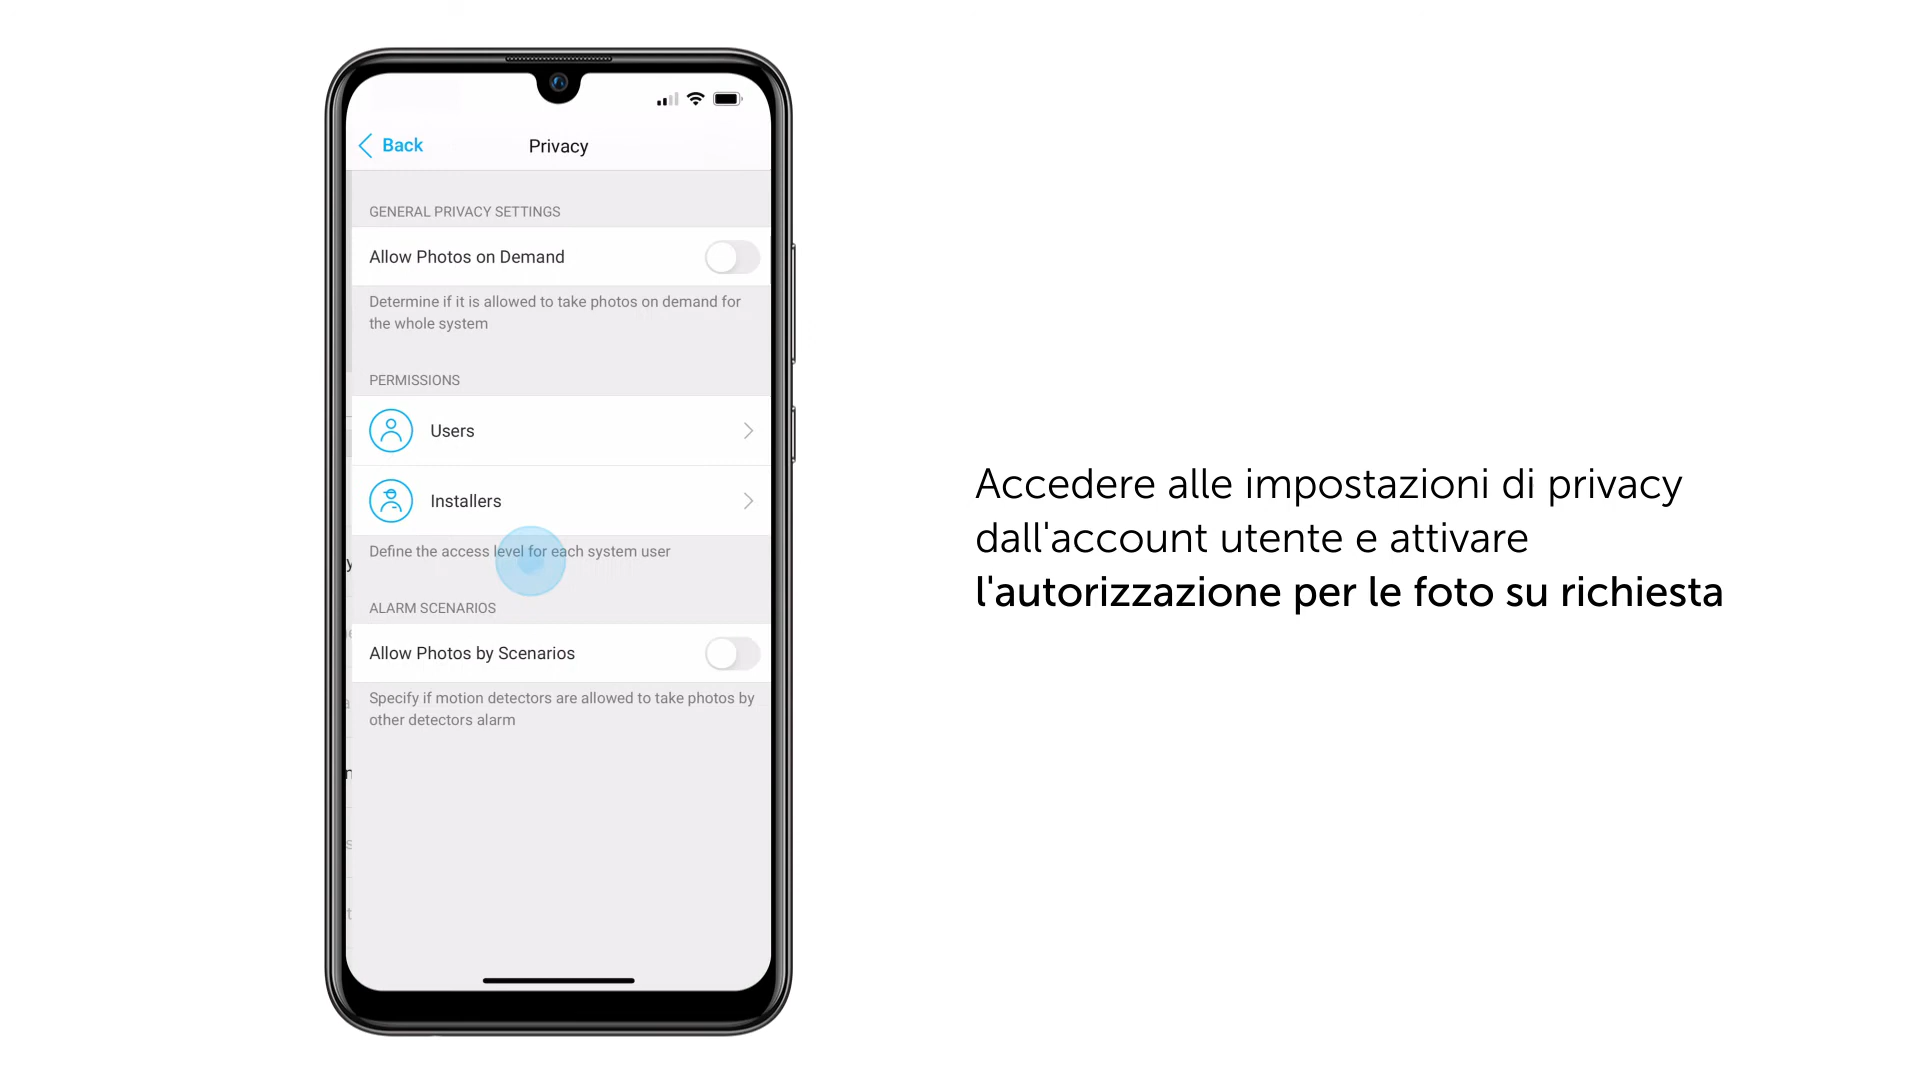 Back
Privacy
GENERAL PRIVACY SETTINGS
Allow Photos on Demand
Determine if it is allowed to take photos on demand for
the whole system
PERMISSIONS
Users
Installers
Define the access level for each system user
ALARM SCENARIOS
Allow Photos by Scenarios
Specify if motion detectors are allowed to take photos by
other detectors alarm
Accedere alle impostazioni di privacy
dall'account utente e attivare
l'autorizzazione per le foto su richiesta